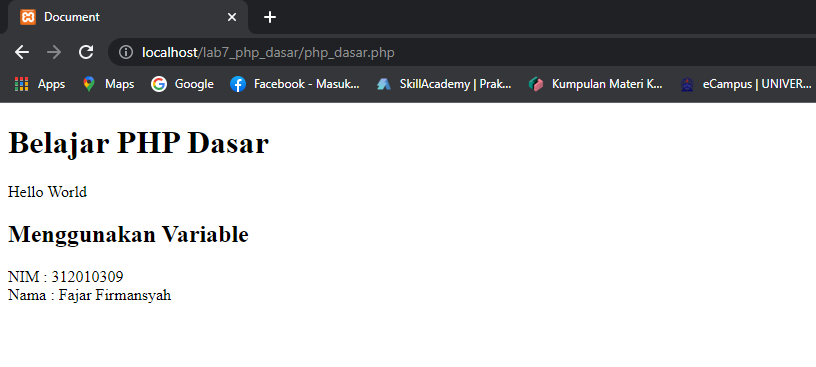 Document
localhost/lab7_php_dasar/php_dasar.php
Apps Maps Google Facebook - Masuk... SkillAcademy | Prak... Kumpulan Materi K... eCampus | UNIVER...
Belajar PHP Dasar
Hello World
Menggunakan Variable
NIM : 312010309
Nama : Fajar Firmansyah